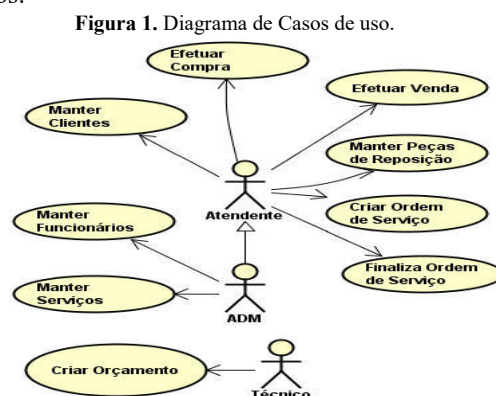 os.
Figura 1. Diagrama de Casos de uso.
Efetuar
Compra
Efetuar Venda
Manter
Clientes
Manter Peças
de Reposição
Atendente
Criar Ordem
de Serviço
Manter
Funcionários
Finaliza Ordem
de Serviço
Manter
Serviços
ADM
Criar Orçamento
Técnico